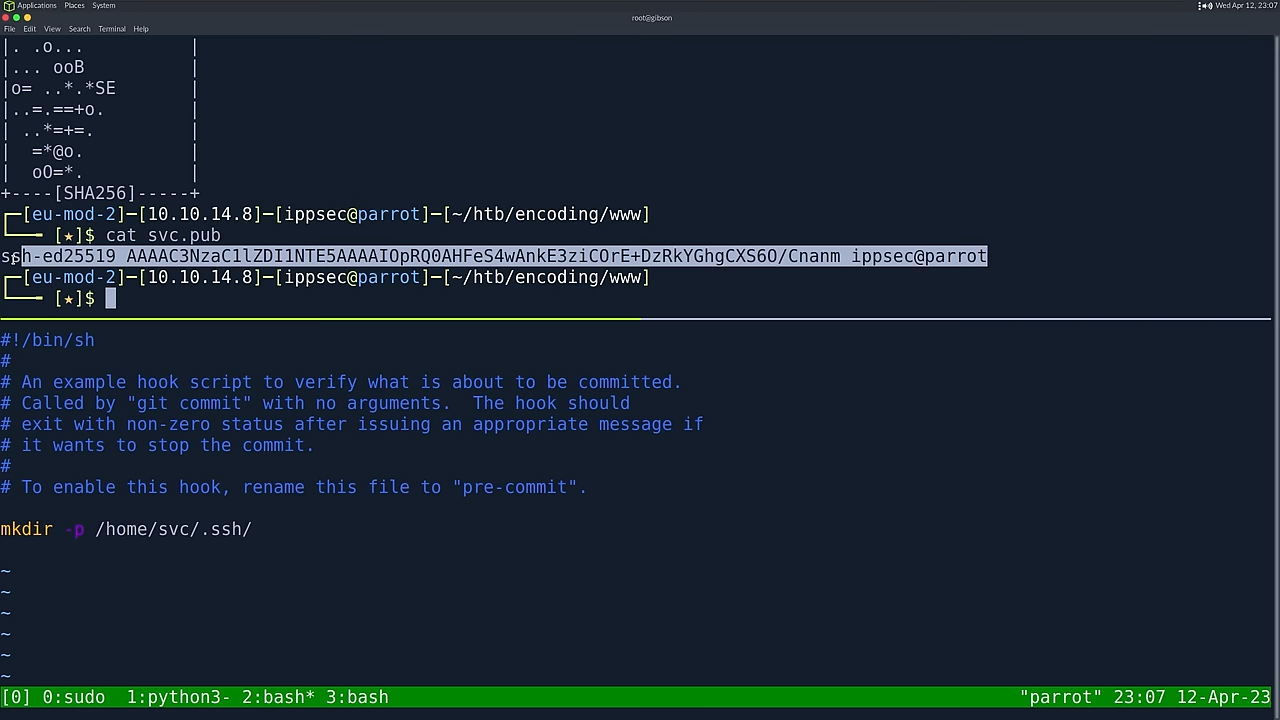 Applications Places System
Wed Apr 12, 23:07
root@gibson
File Edit View Search Terminal Help
|. .o... |
|... ooB |
|o= ..*.*SE |
|..=.==+o. |
| ..*=+=. |
| =*@o. |
| oO=*. |
+----[SHA256]-----+
┌─[eu-mod-2]─[10.10.14.8]─[ippsec@parrot]─[~/htb/encoding/www]
└── [★]$ cat svc.pub
ssh-ed25519 AAAAC3NzaC1lZDI1NTE5AAAAIOpRQ0AHFeS4wAnkE3ziCOrE+DzRkYGhgCXS6O/Cnanm ippsec@parrot
┌─[eu-mod-2]─[10.10.14.8]─[ippsec@parrot]─[~/htb/encoding/www]
└── [★]$
#!/bin/sh
#
# An example hook script to verify what is about to be committed.
# Called by "git commit" with no arguments. The hook should
# exit with non-zero status after issuing an appropriate message if
# it wants to stop the commit.
#
# To enable this hook, rename this file to "pre-commit".
mkdir -p /home/svc/.ssh/
~
~
~
~
~
~
[0] 0:sudo 1:python3- 2:bash* 3:bash "parrot" 23:07 12-Apr-23